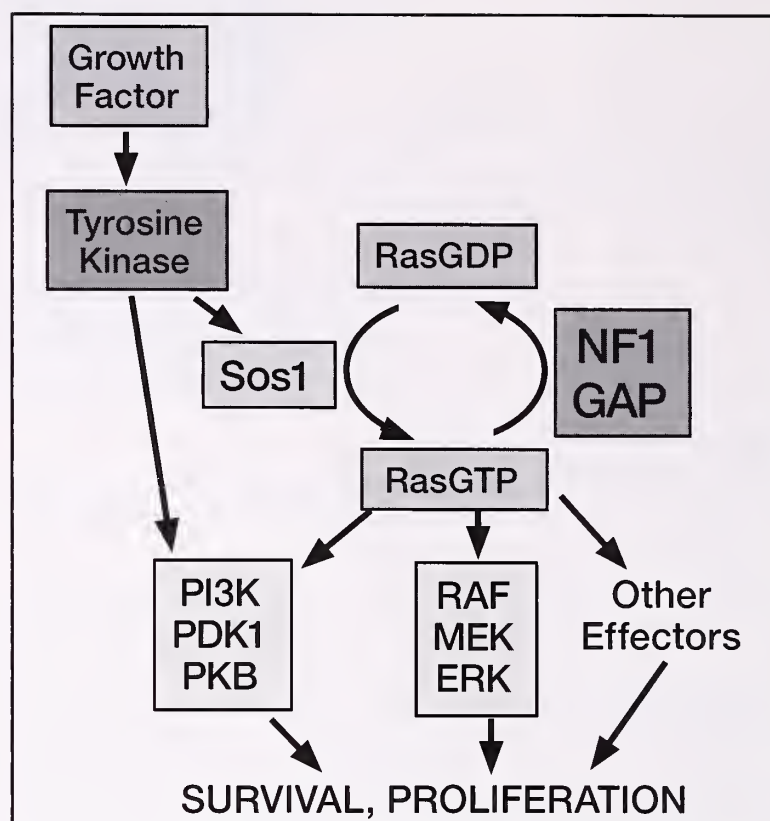 Growth
Factor
Tyrosine
Kinase
RasGDP
Sos1
NF1
GAP
RasGTP
PI3K
PDK1
PKB
RAF
MEK
ERK
Other
Effectors
SURVIVAL, PROLIFERATION